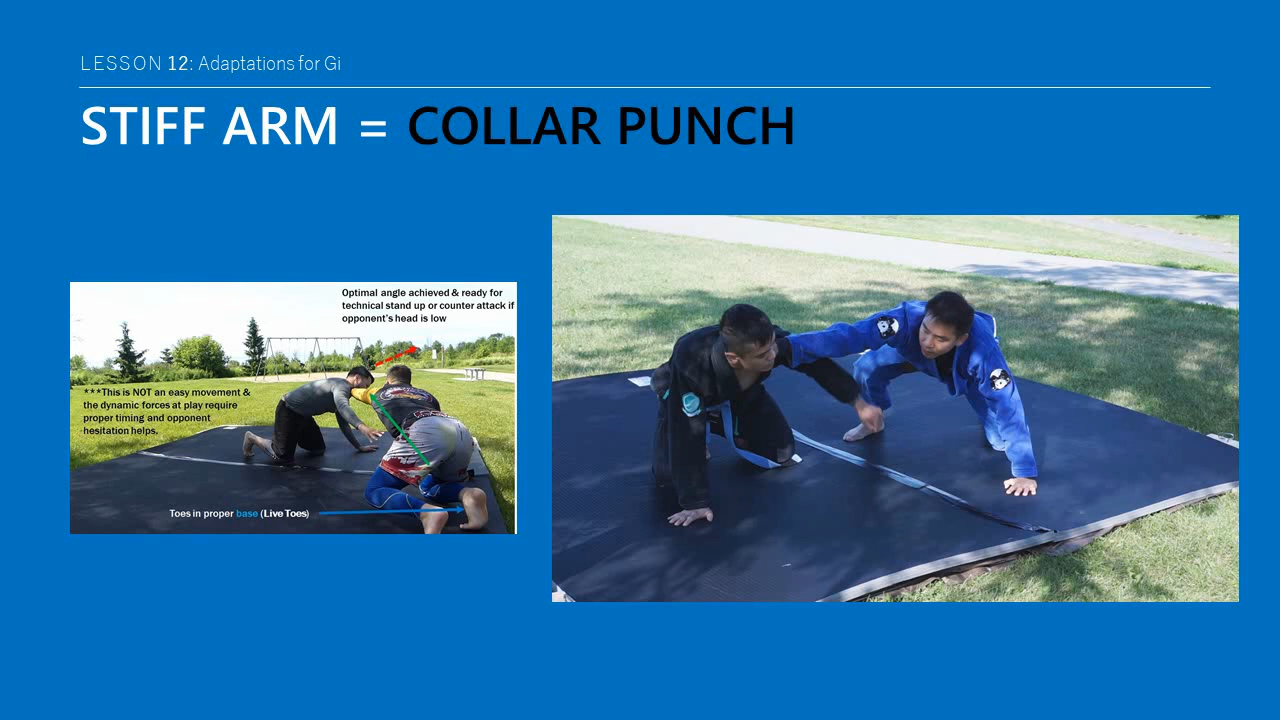 LESSON 12: Adaptations for Gi
STIFF ARM = COLLAR PUNCH
Optimal angle achieved & ready for
technical stand up or counter attack if
opponent's head is low
***This is NOT an easy movement &
the dynamic forces at play require
proper timing and opponent
hesitation helps.
Toes in proper base (Live Toes)